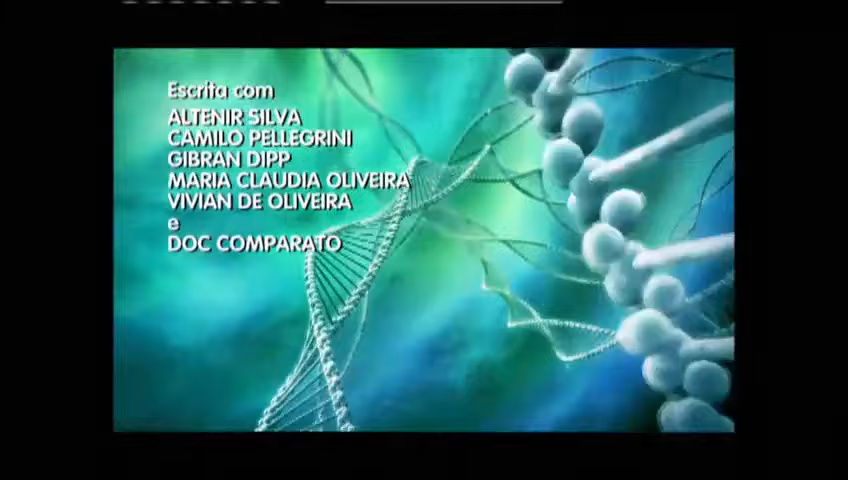 Escrita com
ALTENIR SILVA
CAMILO PELLEGRINI
GIBRAN DIPP
MARIA CLAUDIA OLIVEIRA
VIVIAN DE OLIVEIRA
e
DOC COMPARATO